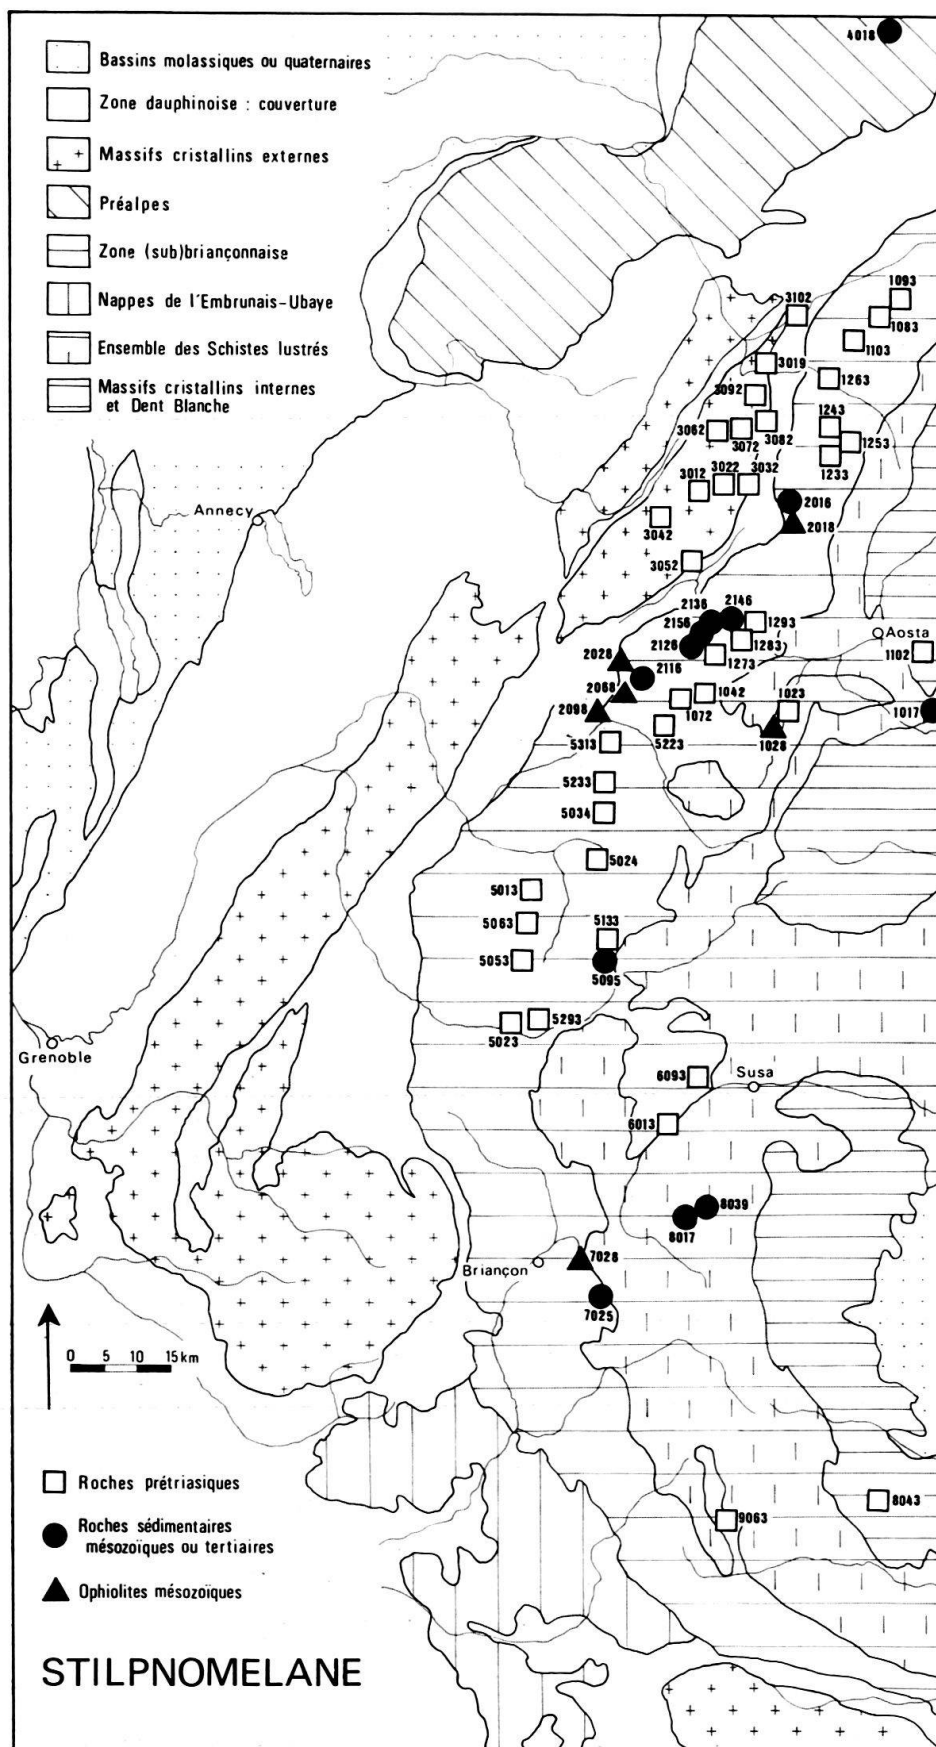 4018
Bassins molassiques ou quaternaires
Zone dauphinoise : couverture
Massifs cristallins externes
Préalpes
Zone (sub)briançonnaise
Nappes de l'Embrunais-Ubaye
Ensemble des Schistes lustrés
Massifs cristallins internes
et Dent Blanche
1093
3102
1083
1103
3019
1263
3092
1243
3062
3072
3082
1253
1233
3012
3022
3032
2016
Annecy
2018
3042
3052
2136
2146
2156
1293
2126
1283
Aosta
1102
2028
2116
1273
2068
1042
1023
2098
1072
1017
5313
5223
1028
5233
5034
5024
5013
5063
5133
5053
5095
5293
5023
Grenoble
6093
Susa
6013
8039
8017
7028
Briançon
7025
0 5 10 15 km
Roches prétriasiques
8043
9063
Roches sédimentaires
mésozoïques ou tertiaires
Ophiolites mésozoïques
STILPNOMELANE